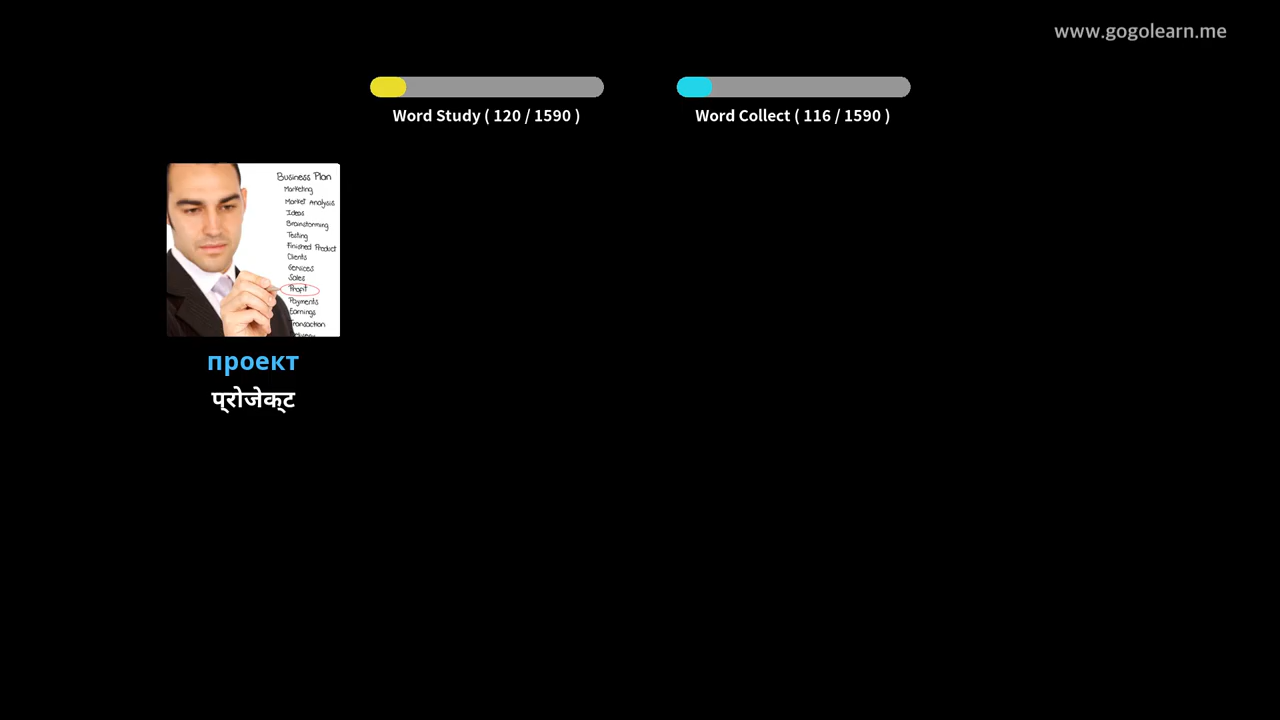 www.gogolearn.me
Word Study ( 120 / 1590 )
Word Collect ( 116 / 1590 )
Business Plan
Marketing
Market Analysis
Ideas
Brainstorming
Testing
Finished Product
Clients
Services
Sales
Profit
Payments
Earnings
Transaction
проект
प्रोजेक्ट